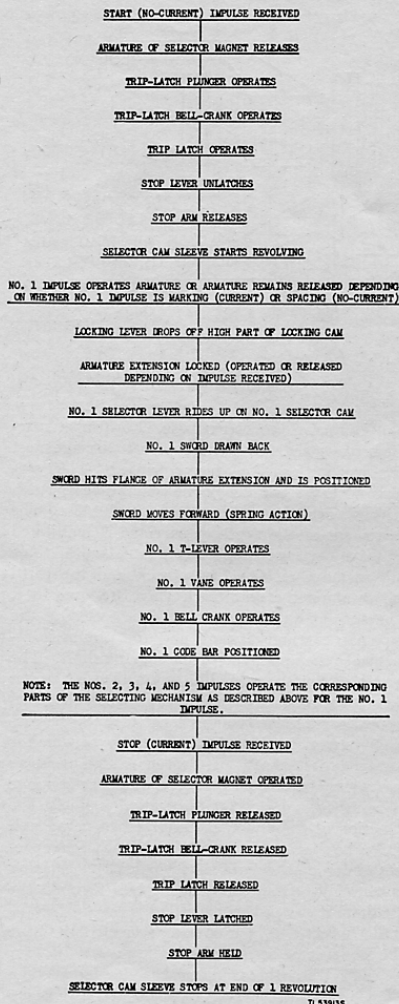 START (NO-CURRENT) IMPULSE RECEIVED
ARMATURE OF SELECTOR MAGNET RELEASES
TRIP-LATCH PLUNGER OPERATES
TRIP-LATCH BELL-CRANK OPERATES
TRIP LATCH OPERATES
STOP LEVER UNLATCHES
STOP ARM RELEASES
SELECTOR CAM SLEEVE STARTS REVOLVING
NO. 1 IMPULSE OPERATES ARMATURE OR ARMATURE REMAINS RELEASED DEPENDING
ON WHETHER NO. 1 IMPULSE IS MARKING (CURRENT) OR SPACING (NO-CURRENT)
LOCKING LEVER DROPS OFF HIGH PART OF LOCKING CAM
ARMATURE EXTENSION LOCKED (OPERATED OR RELEASED
DEPENDING ON IMPULSE RECEIVED)
NO. 1 SELECTOR LEVER RIDES UP ON NO. 1 SELECTOR CAM
NO. 1 SWORD DRAWN BACK
SWORD HITS FLANGE OF ARMATURE EXTENSION AND IS POSITIONED
SWORD MOVES FORWARD (SPRING ACTION)
NO. 1 T-LEVER OPERATES
NO. 1 VANE OPERATES
NO. 1 BELL CRANK OPERATES
NO. 1 CODE BAR POSITIONED
NOTE: THE NOS. 2, 3, 4, AND 5 IMPULSES OPERATE THE CORRESPONDING
PARTS OF THE SELECTING MECHANISM AS DESCRIBED ABOVE FOR THE NO. 1
IMPULSE.
STOP (CURRENT) IMPULSE RECEIVED
ARMATURE OF SELECTOR MAGNET OPERATED
TRIP-LATCH PLUNGER RELEASED
TRIP-LATCH BELL-CRANK RELEASED
TRIP LATCH RELEASED
STOP LEVER LATCHED
STOP ARM HELD
SELECTOR CAM SLEEVE STOPS AT END OF 1 REVOLUTION
TL53913S